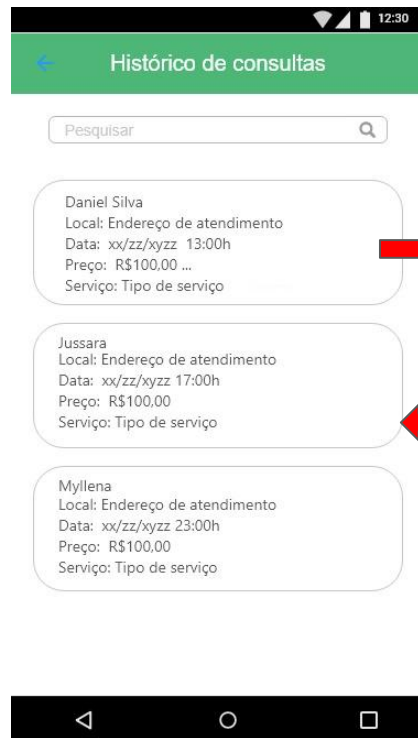 12:30
Histórico de consultas
Pesquisar
Daniel Silva
Local: Endereço de atendimento
Data: xx/zz/xyzz 13:00h
Preço: R$100,00 ...
Serviço: Tipo de serviço
Jussara
Local: Endereço de atendimento
Data: xx/zz/xyzz 17:00h
Preço: R$100,00
Serviço: Tipo de serviço
Myllena
Local: Endereço de atendimento
Data: xx/zz/xyzz 23:00h
Preço: R$100,00
Serviço: Tipo de serviço